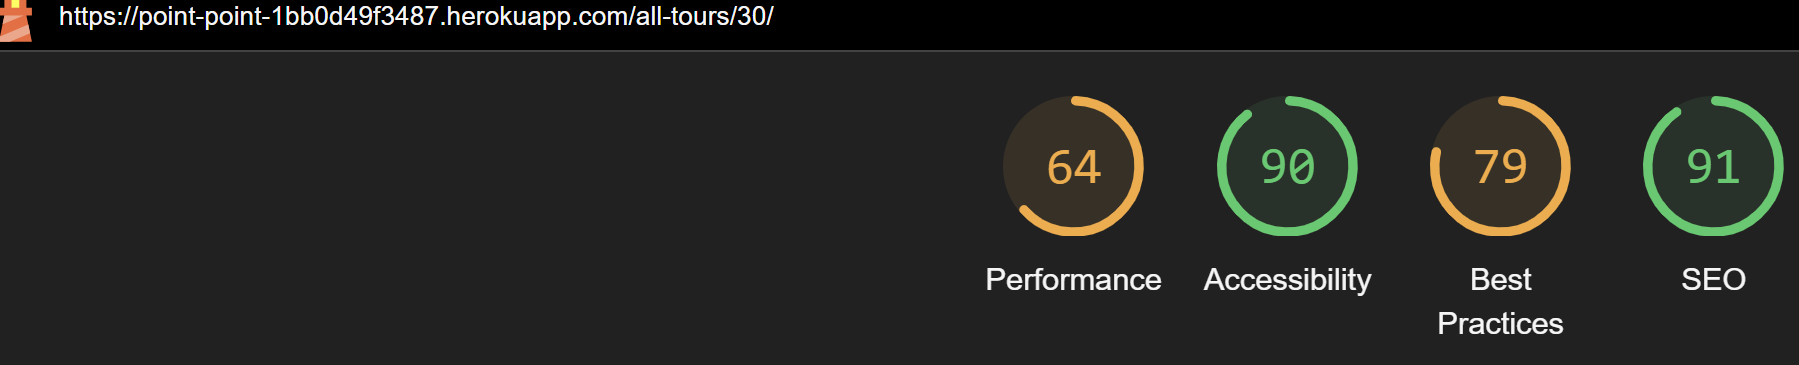 https://point-point-1bb0d49f3487.herokuapp.com/all-tours/30/
64
90
79
91
Performance
Accessibility
Best
Practices
SEO